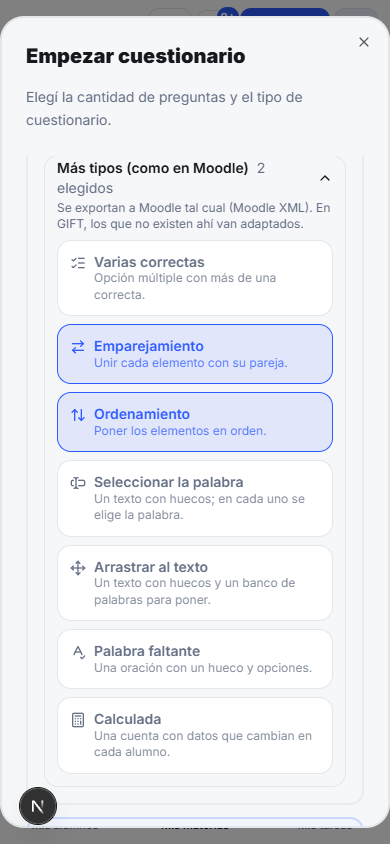 Empezar cuestionario
Elegí la cantidad de preguntas y el tipo de
cuestionario.
Más tipos (como en Moodle) 2
elegidos
Se exportan a Moodle tal cual (Moodle XML). En
GIFT, los que no existen ahí van adaptados.
Varias correctas
Opción múltiple con más de una
correcta.
Emparejamiento
Unir cada elemento con su pareja.
Ordenamiento
Poner los elementos en orden.
Seleccionar la palabra
Un texto con huecos; en cada uno se
elige la palabra.
Arrastrar al texto
Un texto con huecos y un banco de
palabras para poner.
Palabra faltante
Una oración con un hueco y opciones.
Calculada
Una cuenta con datos que cambian en
cada alumno.
N